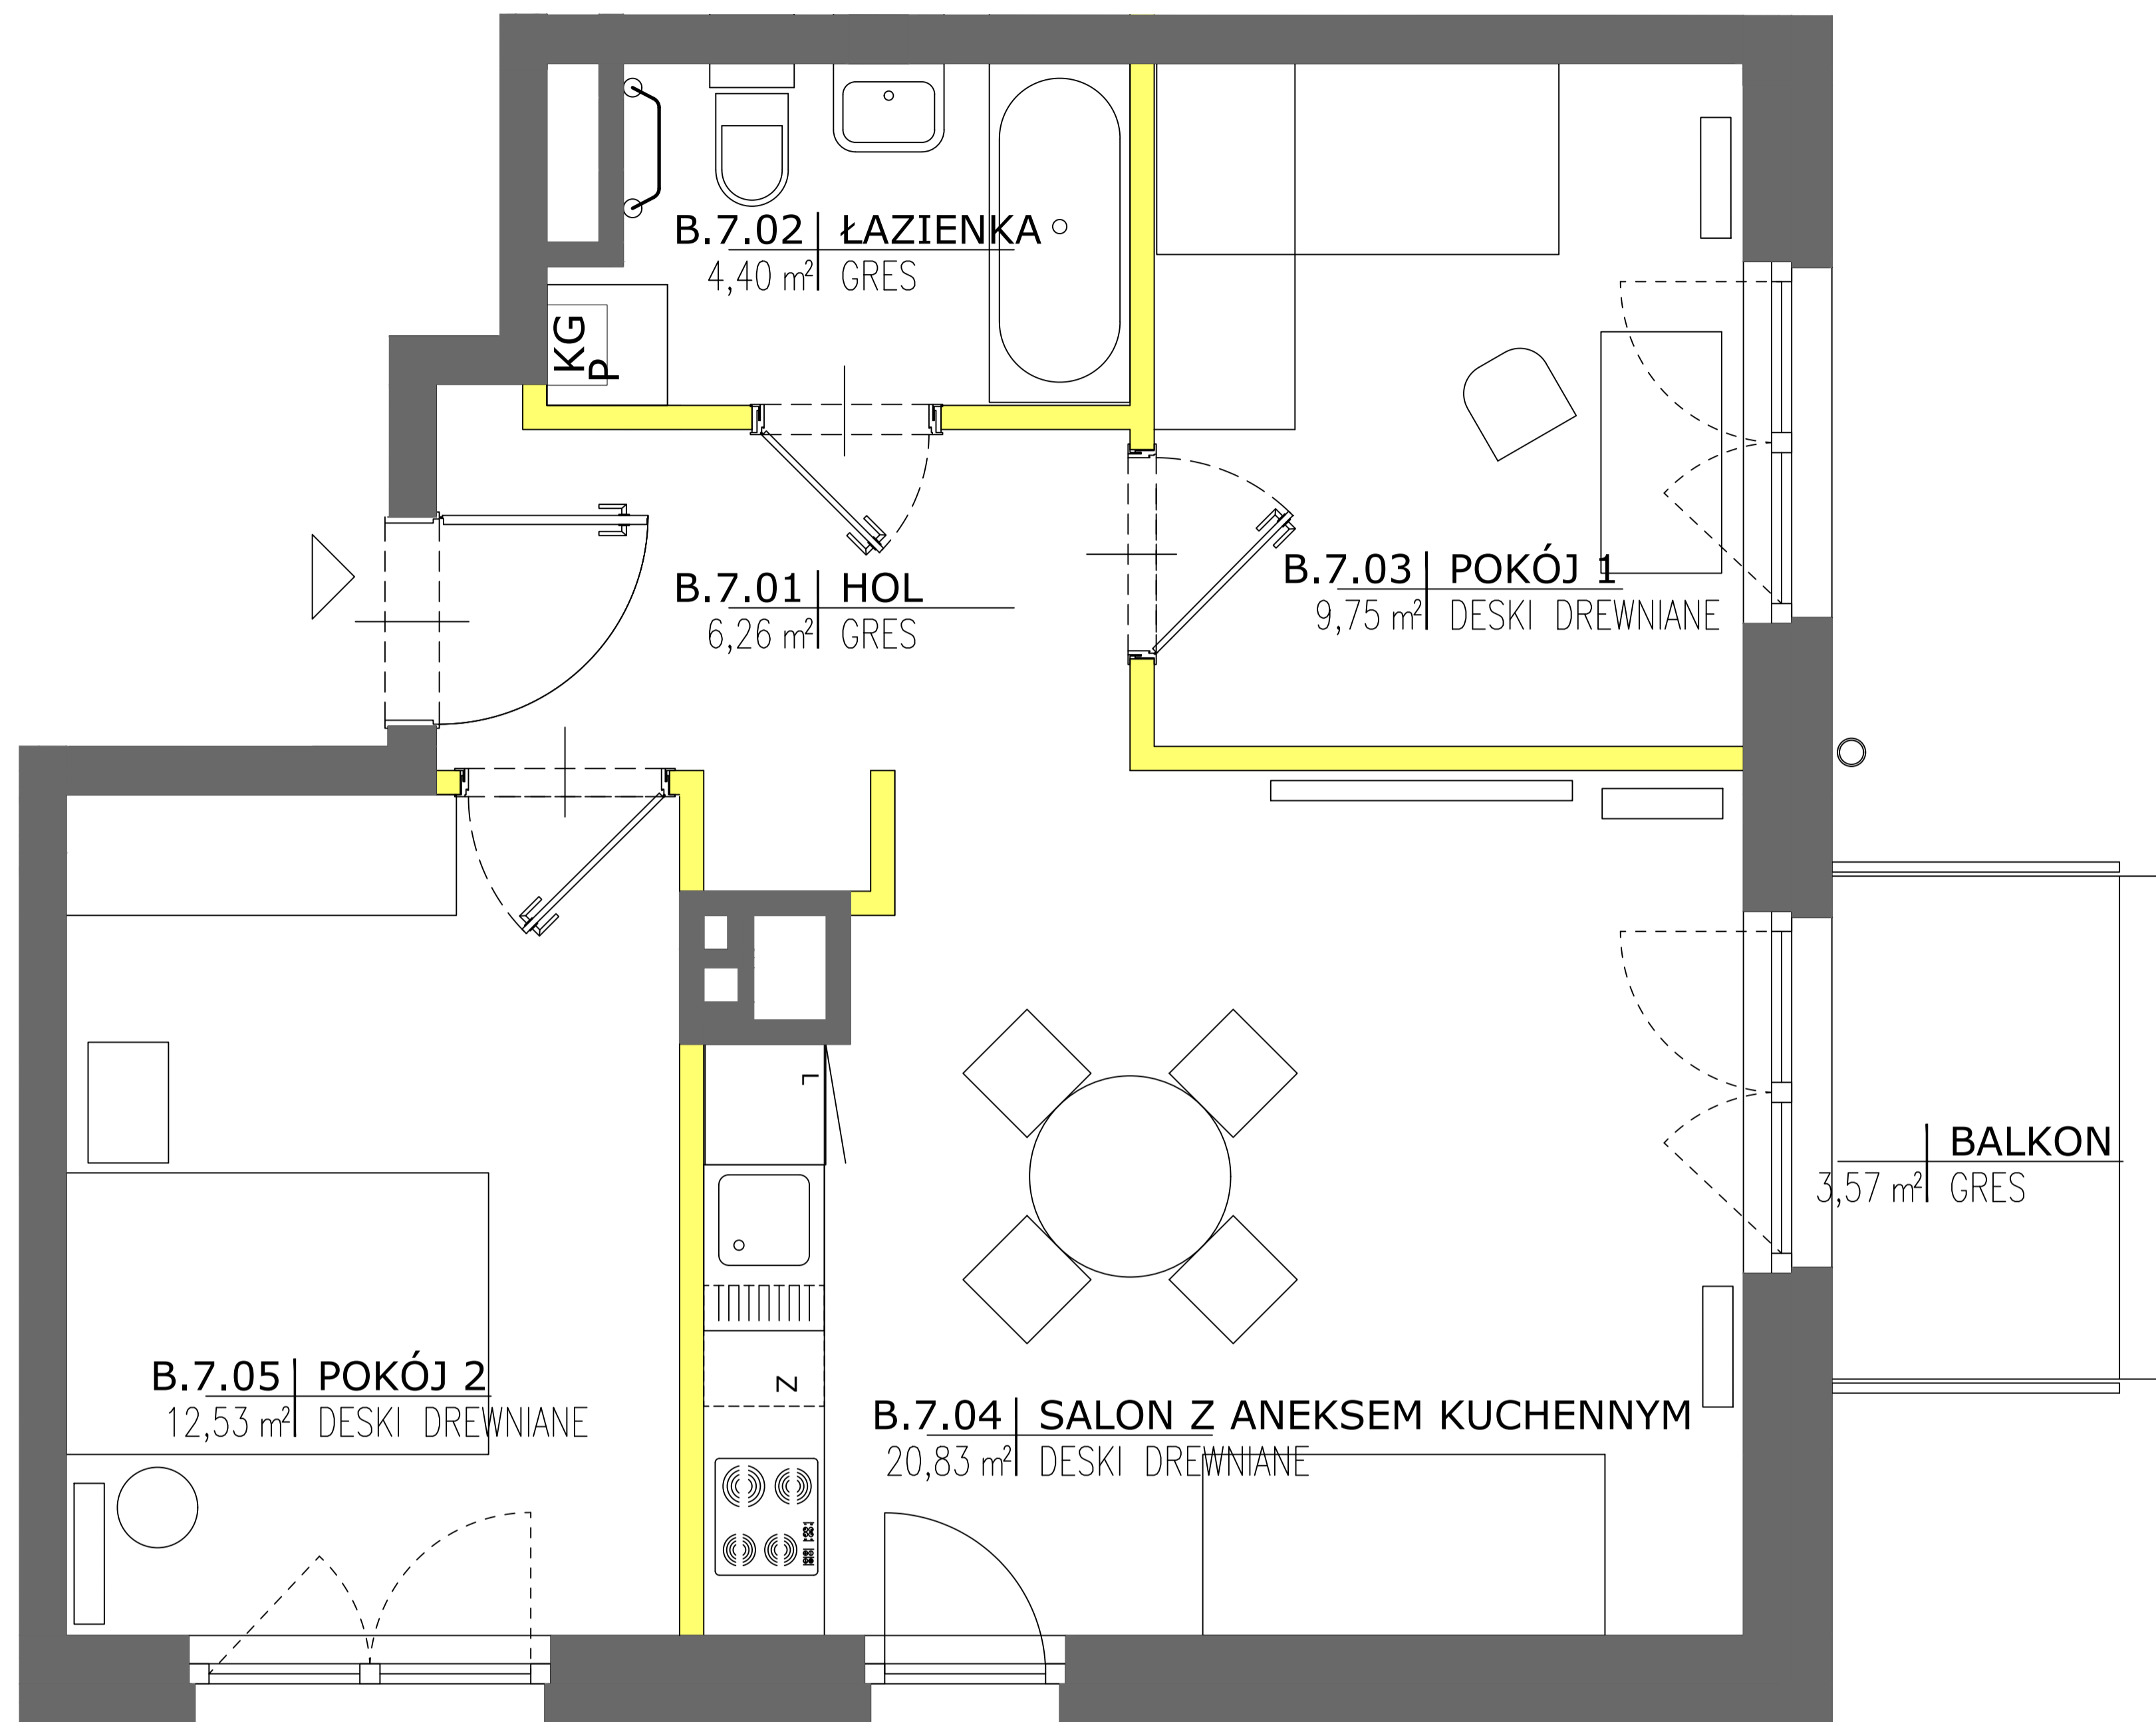 B.7.02 ŁAZIENKA
4,40 m² GRES
KG
P
B.7.01 HOL
6,26 m² GRES
B.7.03 POKÓJ 1
9,75 m² DESKI DREWNIANE
L
BALKON
3,57 m² GRES
B.7.05 POKÓJ 2
12,53 m² DESKI DREWNIANE
Z
B.7.04 SALON Z ANEKSEM KUCHENNYM
20,83 m² DESKI DREWNIANE